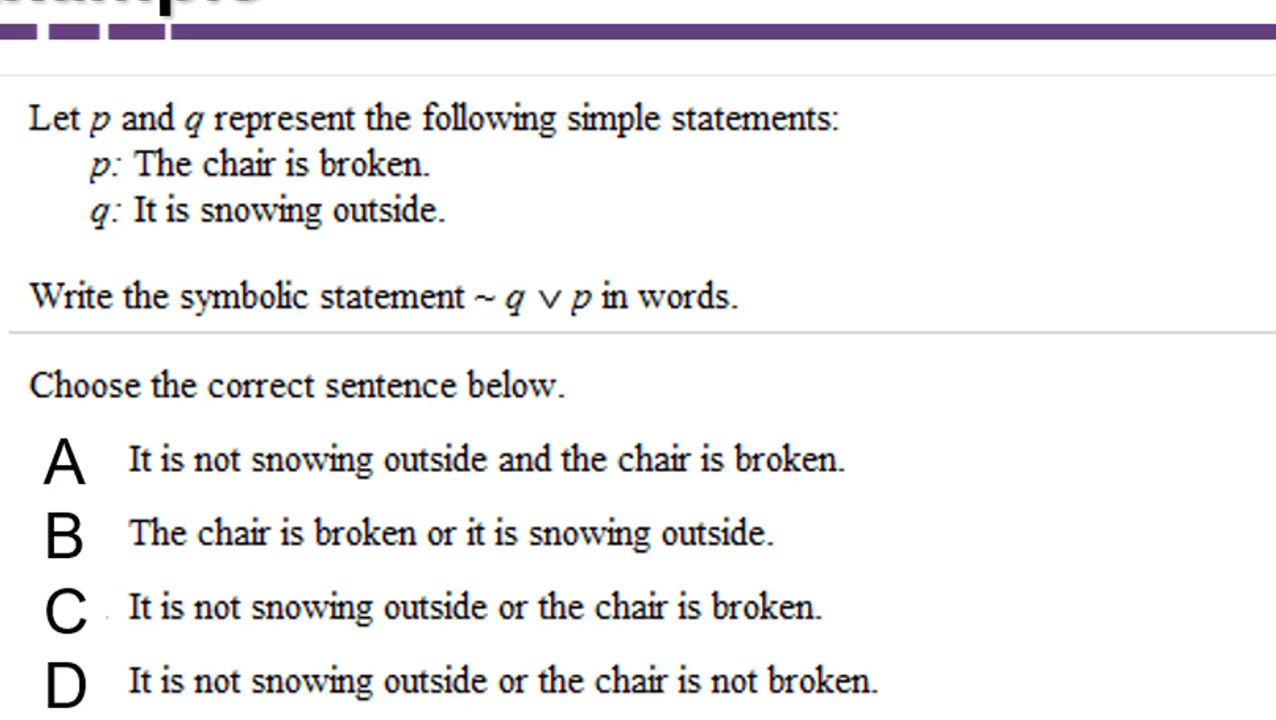 Let p and q represent the following simple statements:
p: The chair is broken.
q: It is snowing outside.
Write the symbolic statement ~ q ∨ p in words.
Choose the correct sentence below.
A It is not snowing outside and the chair is broken.
B The chair is broken or it is snowing outside.
C It is not snowing outside or the chair is broken.
D It is not snowing outside or the chair is not broken.